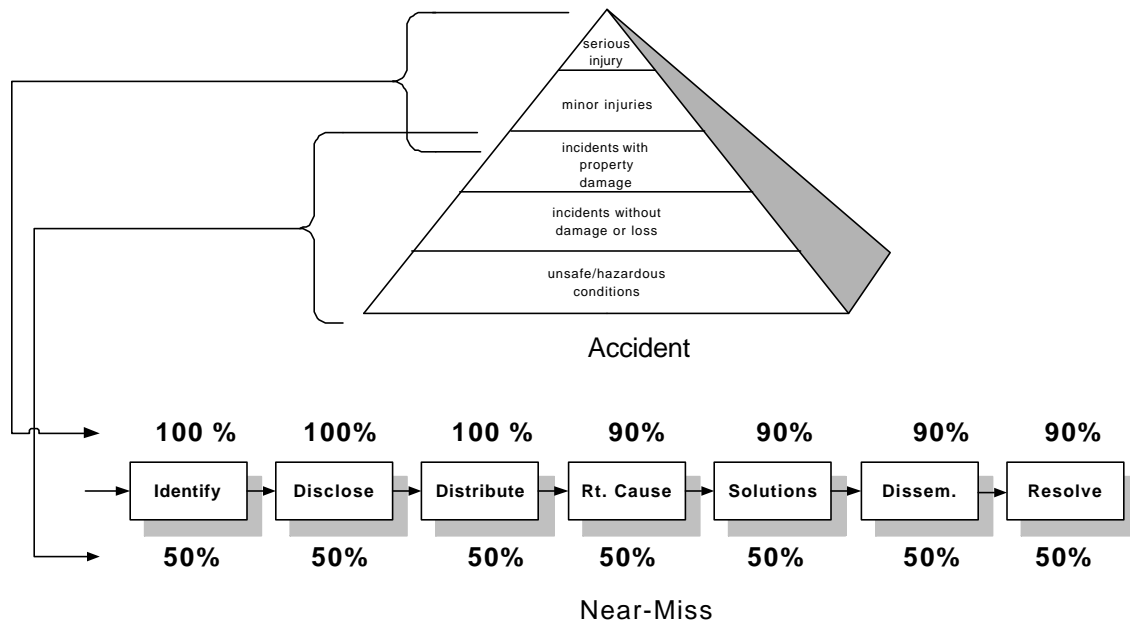 serious
injury
minor injuries
incidents with
property
damage
incidents without
damage or loss
unsafe/hazardous
conditions
Accident
100 % 100% 100 % 90% 90% 90% 90%
Identify Disclose Distribute Rt. Cause Solutions Dissem. Resolve
50% 50% 50% 50% 50% 50% 50%
Near-Miss